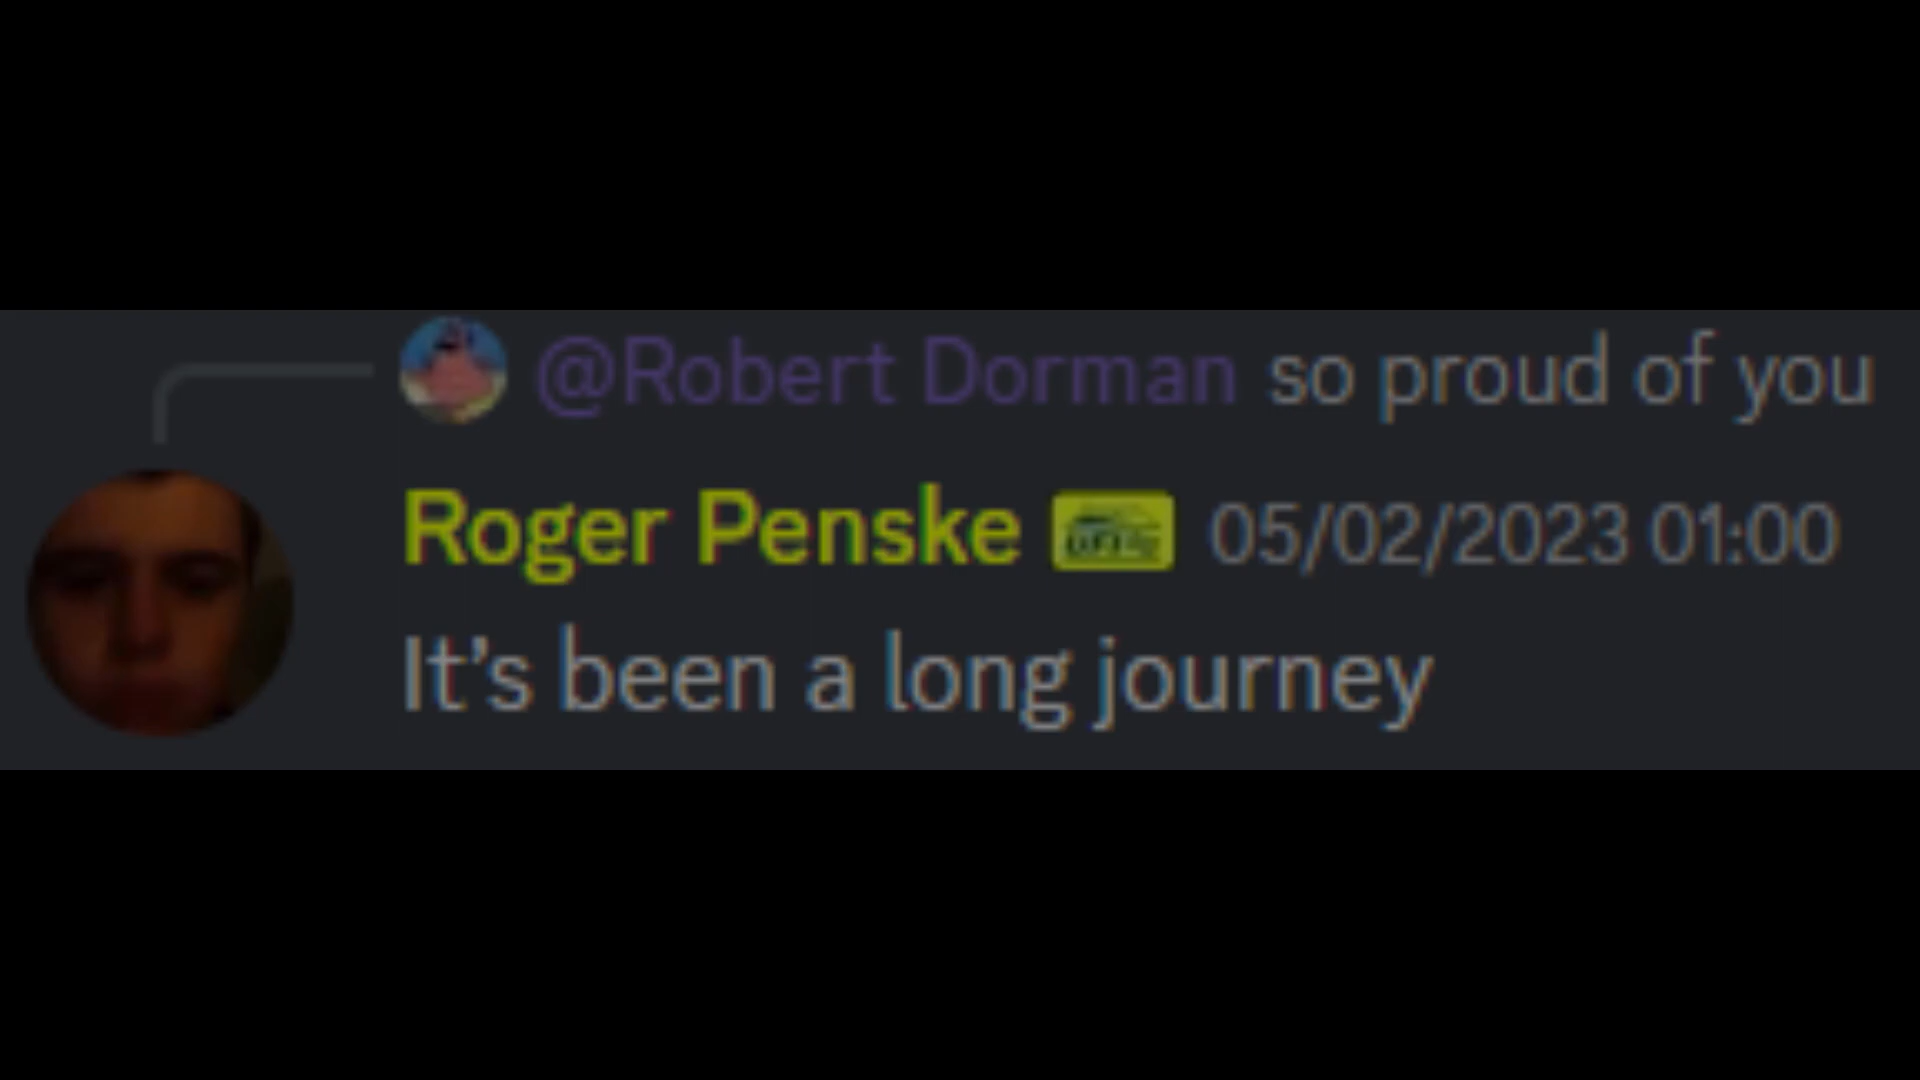 @Robert Dorman so proud of you
Roger Penske 05/02/2023 01:00
It's been a long journey